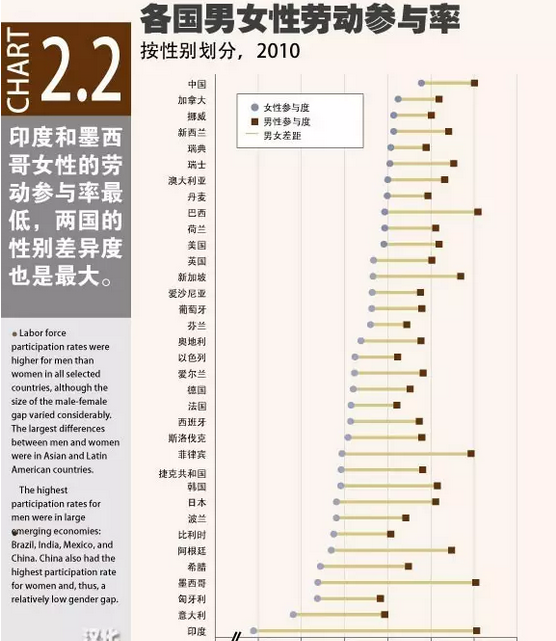 CHART
2.2
印度和墨西
哥女性的劳
动参与率最
低，两国的
性别差异度
也是最大。
Labor force
participation rates were
higher for men than
women in all selected
countries, although the
size of the male-female
gap varied considerably.
The largest differences
between men and women
were in Asian and Latin
American countries.
The highest
participation rates for
men were in large
emerging economies:
Brazil, India, Mexico, and
China. China also had the
highest participation rate
for women and, thus, a
relatively low gender gap.
汉化
各国男女性劳动参与率
按性别划分，2010
女性参与度
男性参与度
男女差距
中国
加拿大
挪威
新西兰
瑞典
瑞士
澳大利亚
丹麦
巴西
荷兰
美国
英国
新加坡
爱沙尼亚
葡萄牙
芬兰
奥地利
以色列
爱尔兰
德国
法国
西班牙
斯洛伐克
菲律宾
捷克共和国
韩国
日本
波兰
比利时
阿根廷
希腊
墨西哥
匈牙利
意大利
印度